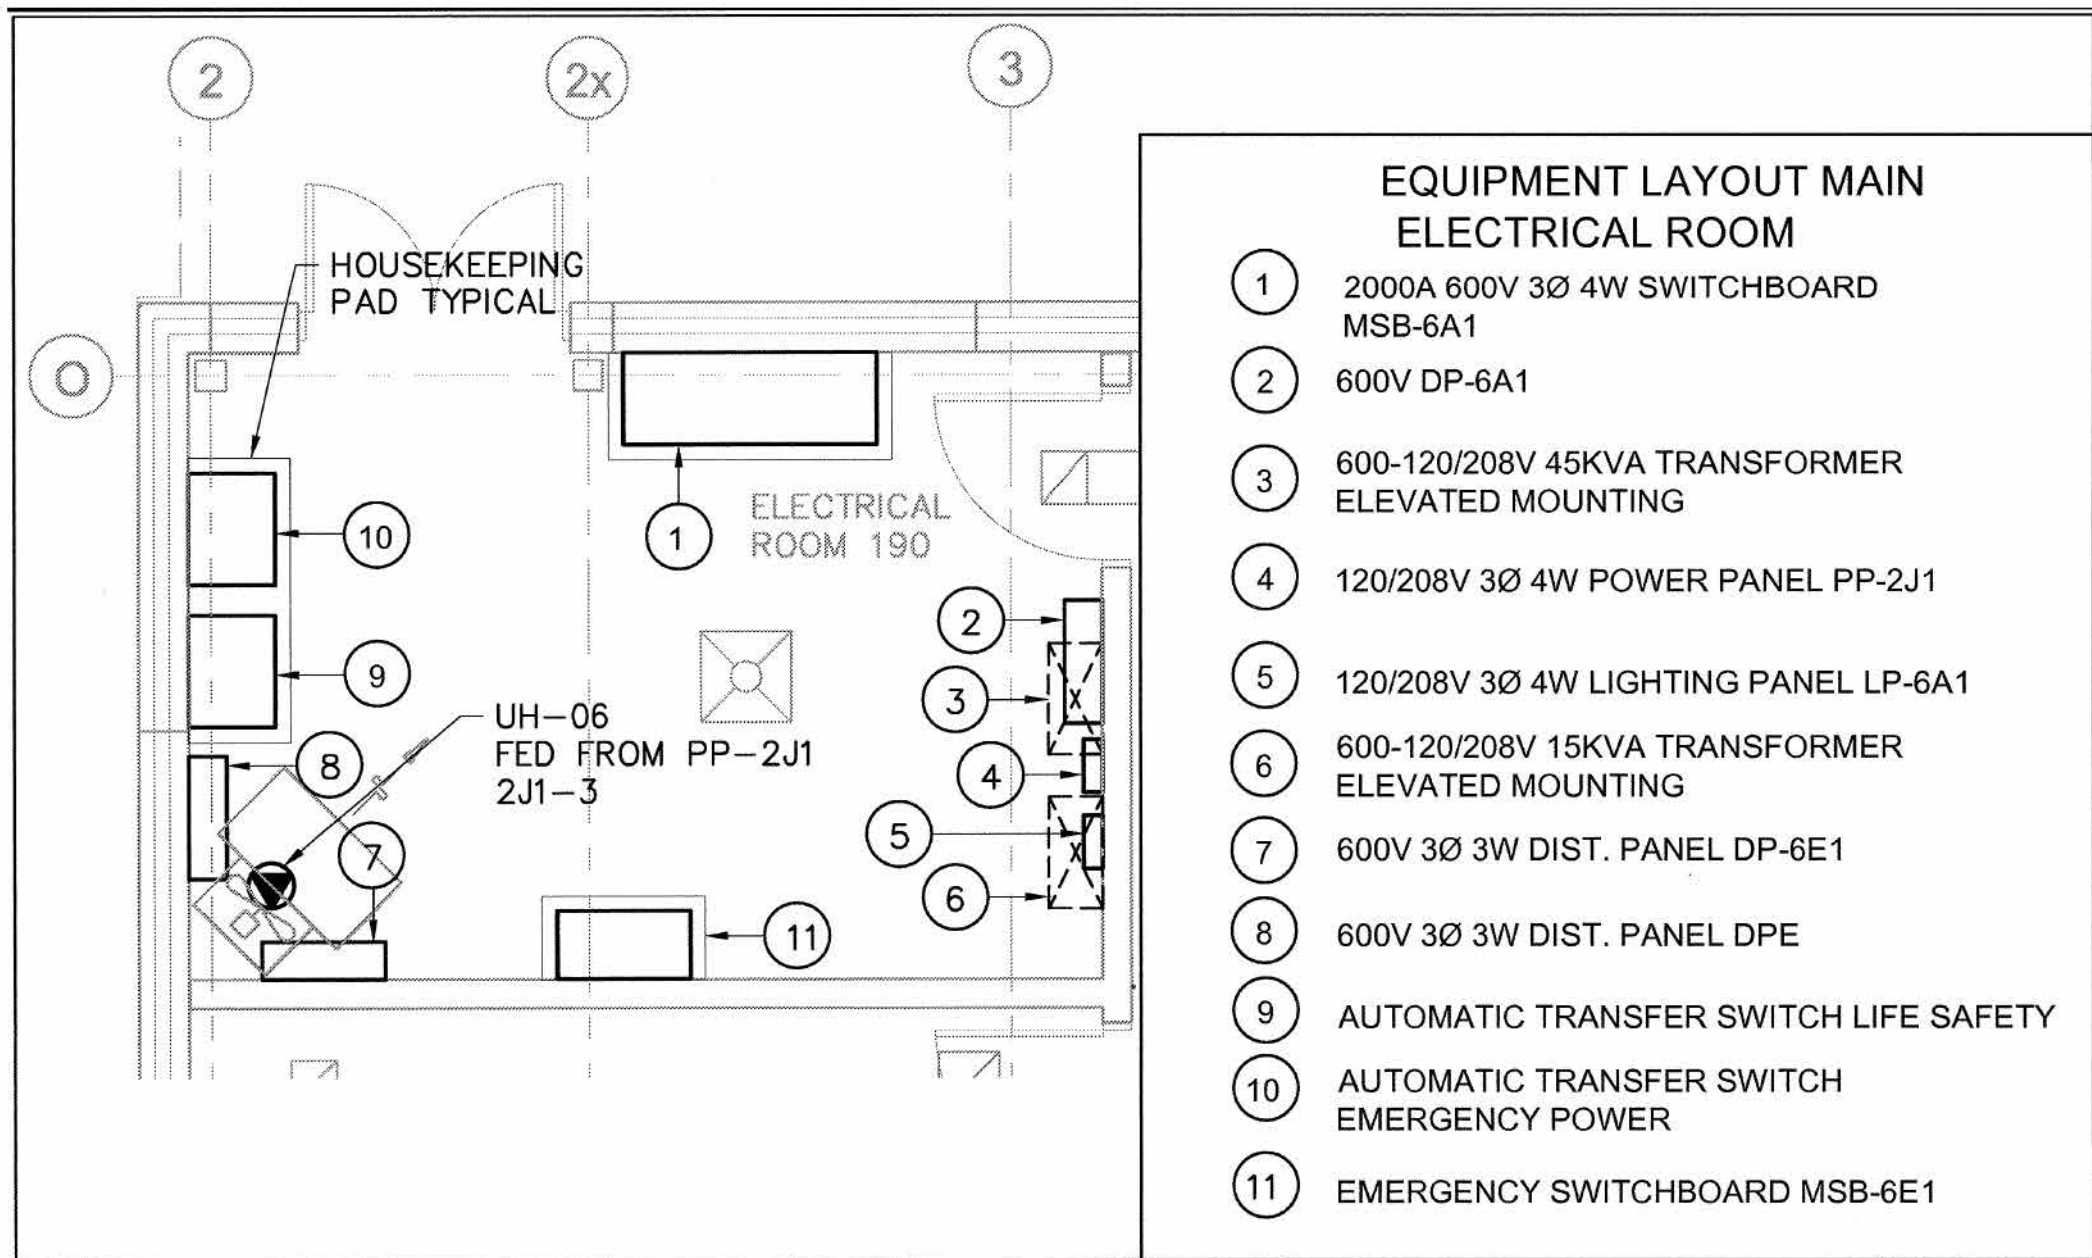 2
2x
3
O
HOUSEKEEPING
PAD TYPICAL
10
1
ELECTRICAL
ROOM 190
9
2
3
UH-06
FED FROM PP-2J1
2J1-3
8
4
7
5
6
11
EQUIPMENT LAYOUT MAIN
ELECTRICAL ROOM
1
2000A 600V 3Ø 4W SWITCHBOARD
MSB-6A1
2
600V DP-6A1
3
600-120/208V 45KVA TRANSFORMER
ELEVATED MOUNTING
4
120/208V 3Ø 4W POWER PANEL PP-2J1
5
120/208V 3Ø 4W LIGHTING PANEL LP-6A1
6
600-120/208V 15KVA TRANSFORMER
ELEVATED MOUNTING
7
600V 3Ø 3W DIST. PANEL DP-6E1
8
600V 3Ø 3W DIST. PANEL DPE
9
AUTOMATIC TRANSFER SWITCH LIFE SAFETY
10
AUTOMATIC TRANSFER SWITCH
EMERGENCY POWER
11
EMERGENCY SWITCHBOARD MSB-6E1